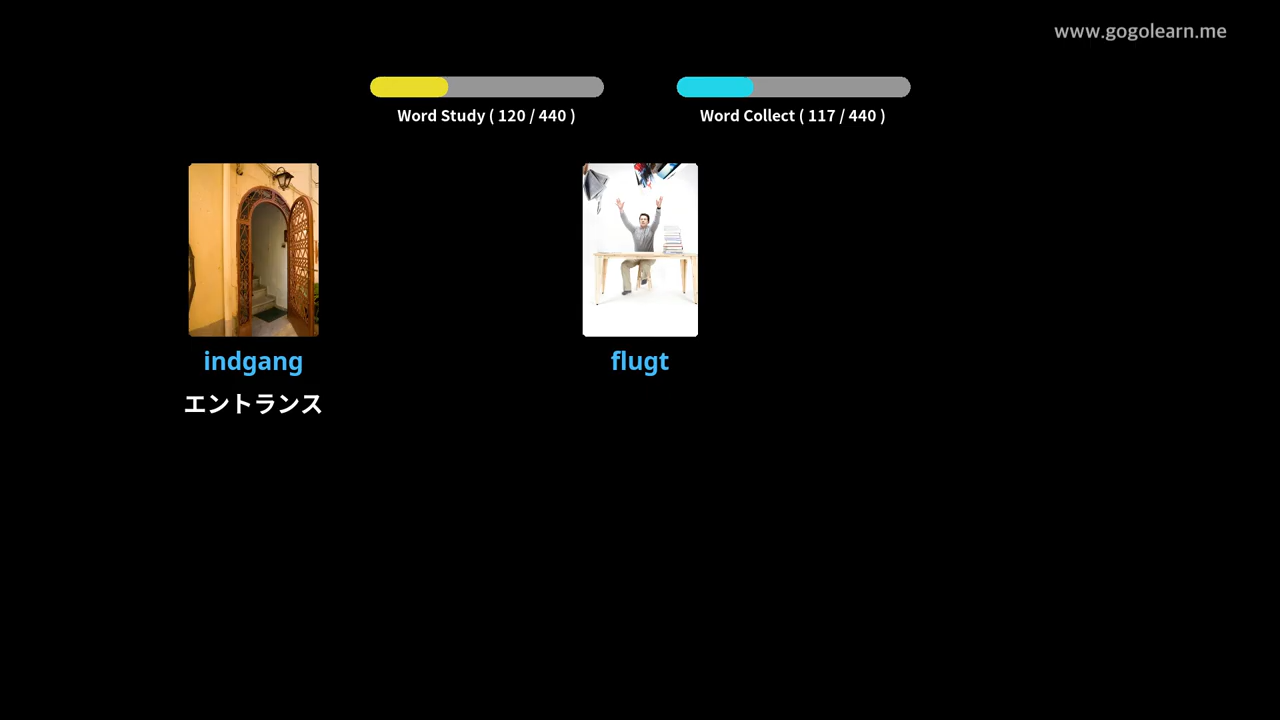 www.gogolearn.me
Word Study ( 120 / 440 )
Word Collect ( 117 / 440 )
indgang
flugt
エントランス